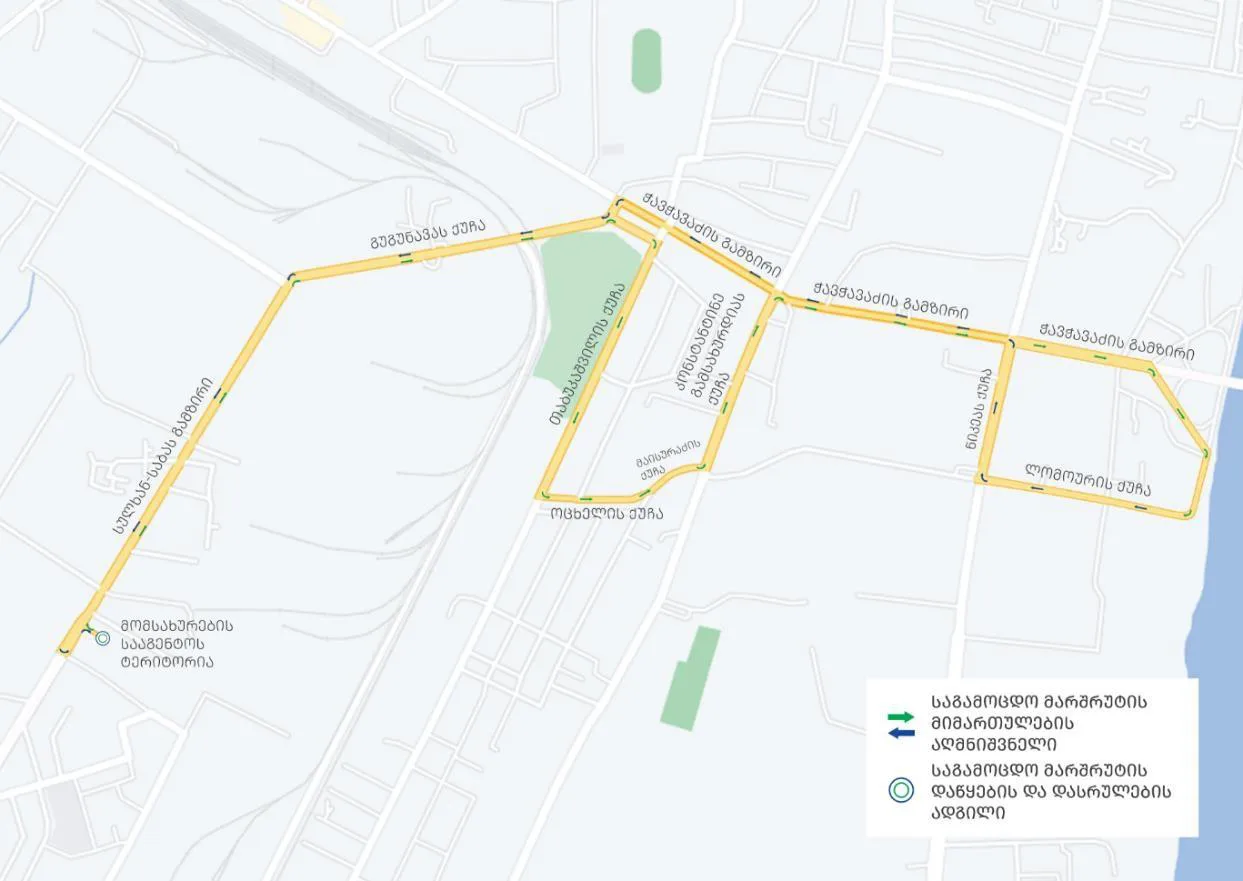 ჭავჭავაძის გამზირი
გუგუნავას ქუჩა
ჭავჭავაძის გამზირი
ჭავჭავაძის გამზირი
თაბუკაშვილის ქუჩა
კონსტანტინე
გამსახურდიას
ქუჩა
ნიკეას ქუჩა
სულხან-საბას გამზირი
მაისურაძის
ქუჩა
ლომოურის ქუჩა
ოცხელის ქუჩა
მომსახურების
სააგენტოს
ტერიტორია
საგამოცდო მარშრუტის
მიმართულების
აღმნიშვნელი
საგამოცდო მარშრუტის
დაწყების და დასრულების
ადგილი